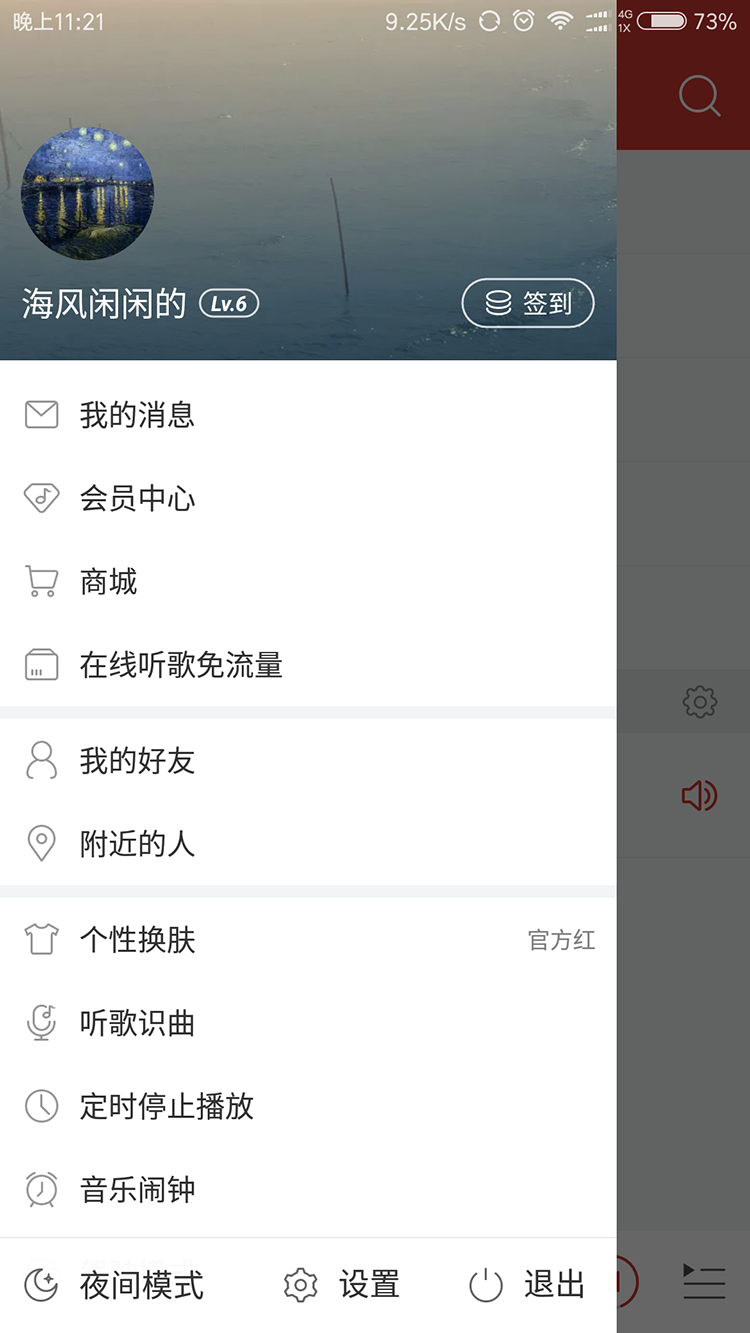 晚上11:21 9.25K/s 4G 1X 73%
海风闲闲的 Lv.6 签到
我的消息
会员中心
商城
在线听歌免流量
我的好友
附近的人
个性换肤 官方红
听歌识曲
定时停止播放
音乐闹钟
夜间模式 设置 退出